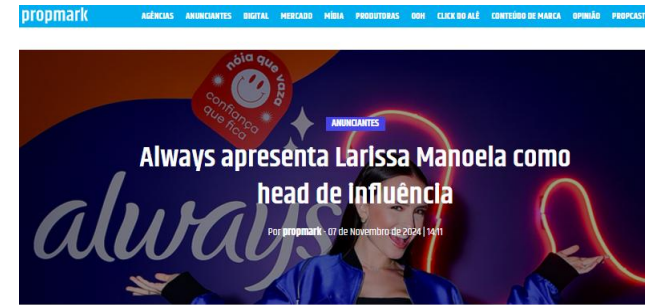 propmark
AGÊNCIAS ANUNCIANTES DIGITAL MERCADO MÍDIA PRODUTORAS OOH CLICK DO ALÊ CONTEÚDO DE MARCA OPINIÃO PROPCAST
nóia que vaza
confiança que fica
ANUNCIANTES
Always apresenta Larissa Manoela como
head de influência
always
Por propmark - 07 de Novembro de 2024 | 14:11